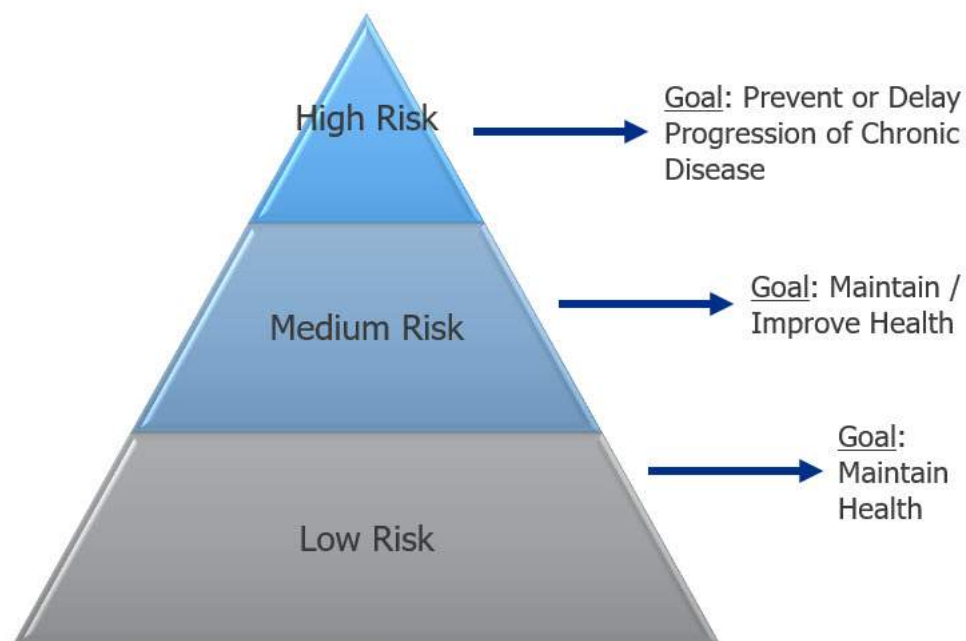 High Risk
Goal: Prevent or Delay
Progression of Chronic
Disease
Medium Risk
Goal: Maintain /
Improve Health
Low Risk
Goal:
Maintain
Health